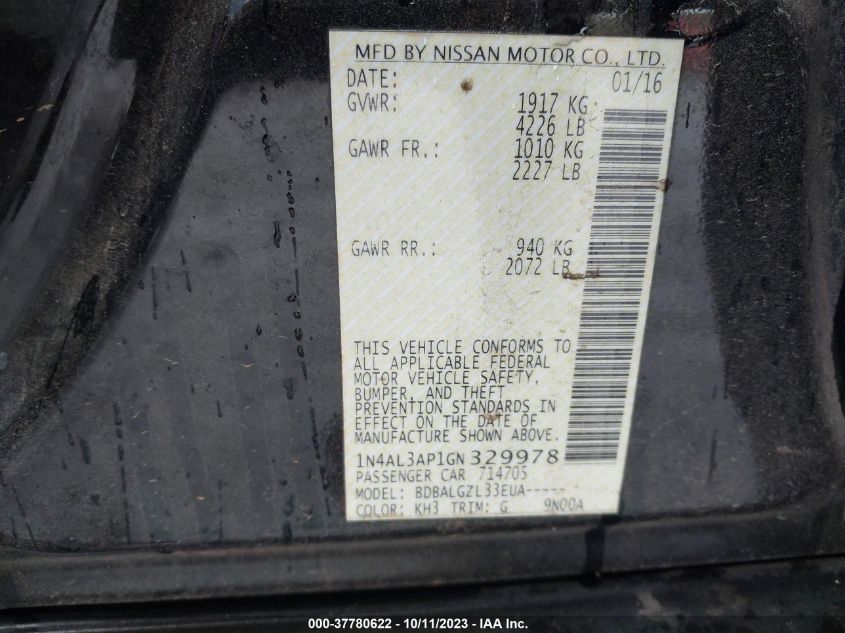 MFD BY NISSAN MOTOR CO., LTD.
DATE: 01/16
GVWR: 1917 KG
4226 LB
GAWR FR.: 1010 KG
2227 LB
GAWR RR.: 940 KG
2072 LB
THIS VEHICLE CONFORMS TO
ALL APPLICABLE FEDERAL
MOTOR VEHICLE SAFETY,
BUMPER, AND THEFT
PREVENTION STANDARDS IN
EFFECT ON THE DATE OF
MANUFACTURE SHOWN ABOVE.
1N4AL3AP1GN329978
PASSENGER CAR 714705
MODEL: BDBALGZL33EUA-----
COLOR: KH3 TRIM: G 9N00A
000-37780622 - 10/11/2023 - IAA Inc.